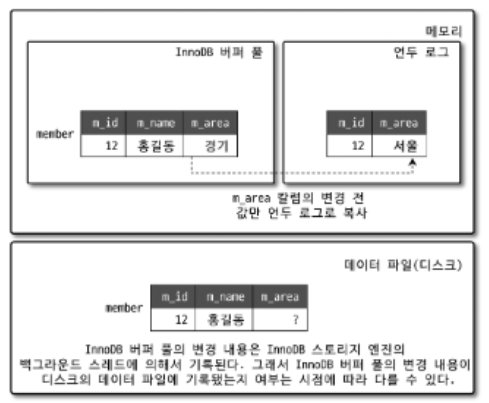 메모리
InnoDB 버퍼 풀
언두 로그
member
m_id m_name m_area
12 홍길동 경기
m_id m_area
12 서울
m_area 칼럼의 변경 전
값만 언두 로그로 복사
데이터 파일(디스크)
member
m_id m_name m_area
12 홍길동 ?
InnoDB 버퍼 풀의 변경 내용은 InnoDB 스토리지 엔진의
백그라운드 스레드에 의해서 기록된다. 그래서 InnoDB 버퍼 풀의 변경 내용이
디스크의 데이터 파일에 기록됐는지 여부는 시점에 따라 다를 수 있다.